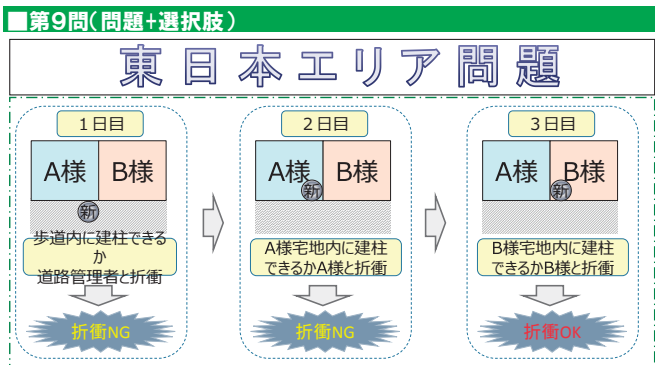 ■第9問(問題+選択肢)
東日本エリア問題
1日目
A様 B様
新
歩道内に建柱できる
か
道路管理者と折衝
折衝NG
2日目
A様 B様
新
A様宅地内に建柱
できるかA様と折衝
折衝NG
3日目
A様 B様
新
B様宅地内に建柱
できるかB様と折衝
折衝OK